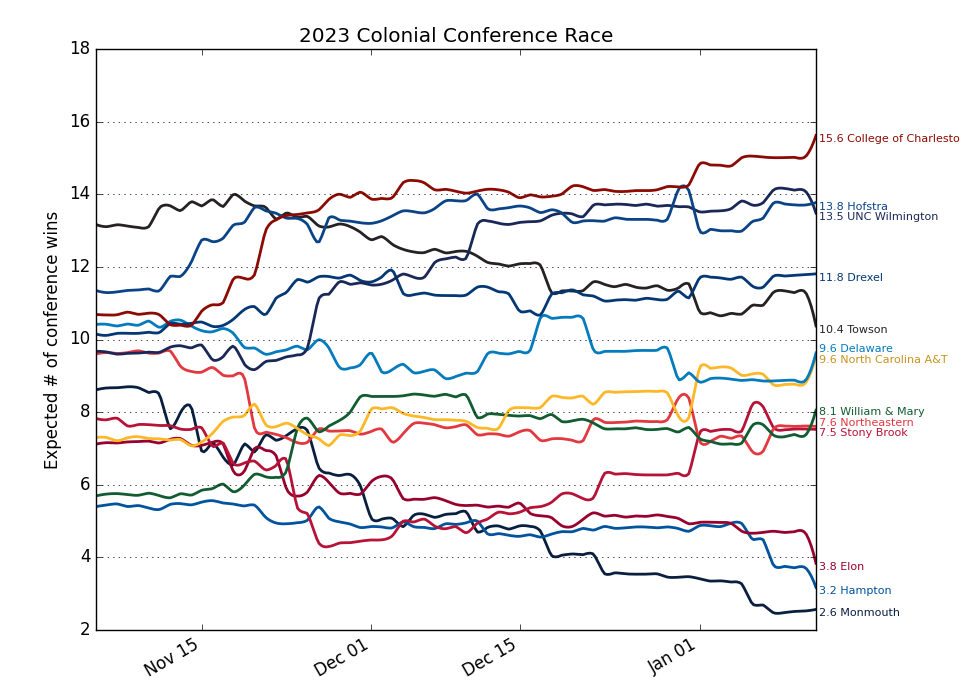 2023 Colonial Conference Race
Expected # of conference wins
18
16
14
12
10
8
6
4
2
Nov 15
Dec 01
Dec 15
Jan 01
15.6 College of Charlesto
13.8 Hofstra
13.5 UNC Wilmington
11.8 Drexel
10.4 Towson
9.6 Delaware
9.6 North Carolina A&T
8.1 William & Mary
7.6 Northeastern
7.5 Stony Brook
3.8 Elon
3.2 Hampton
2.6 Monmouth